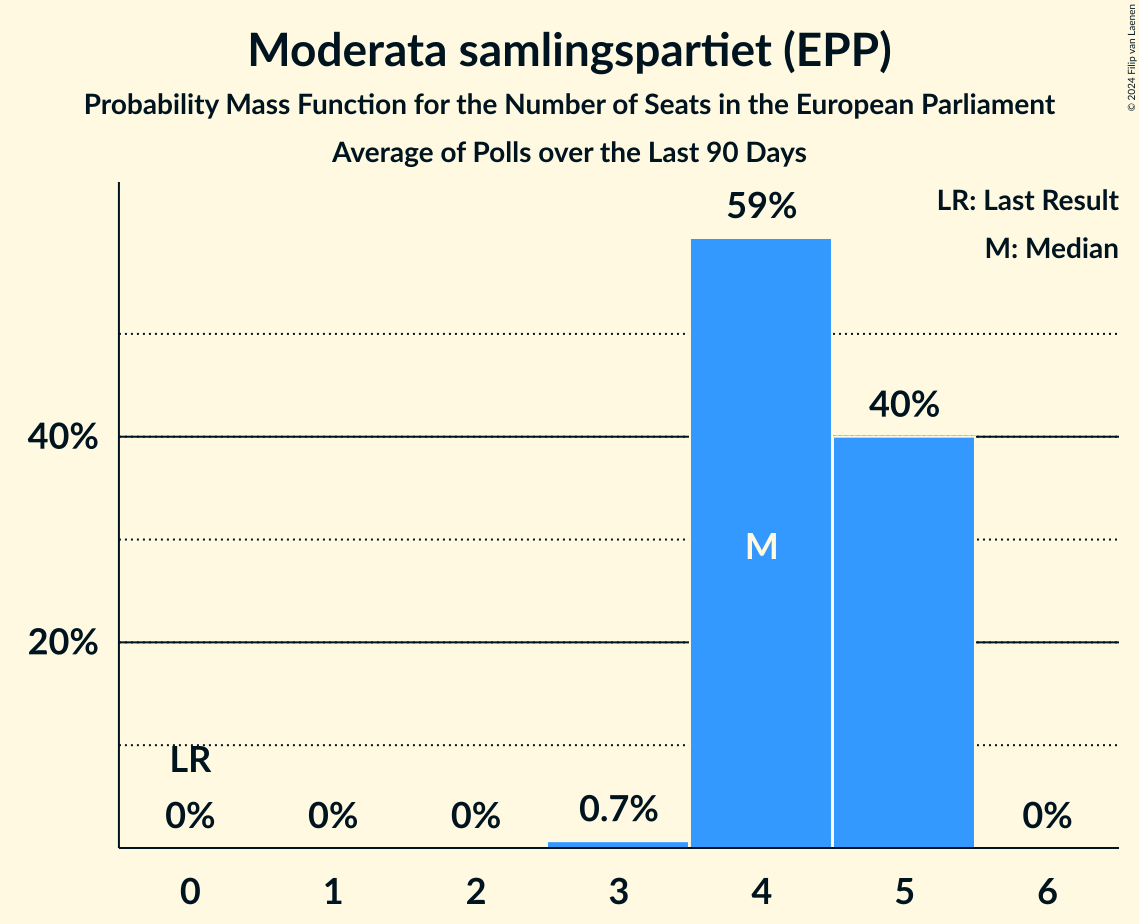 Moderata samlingspartiet (EPP)
Probability Mass Function for the Number of Seats in the European Parliament
Average of Polls over the Last 90 Days
© 2024 Filip van Laenen
LR: Last Result
M: Median
59%
40%
40%
M
20%
LR
0%
0%
0%
0.7%
0%
0
1
2
3
4
5
6